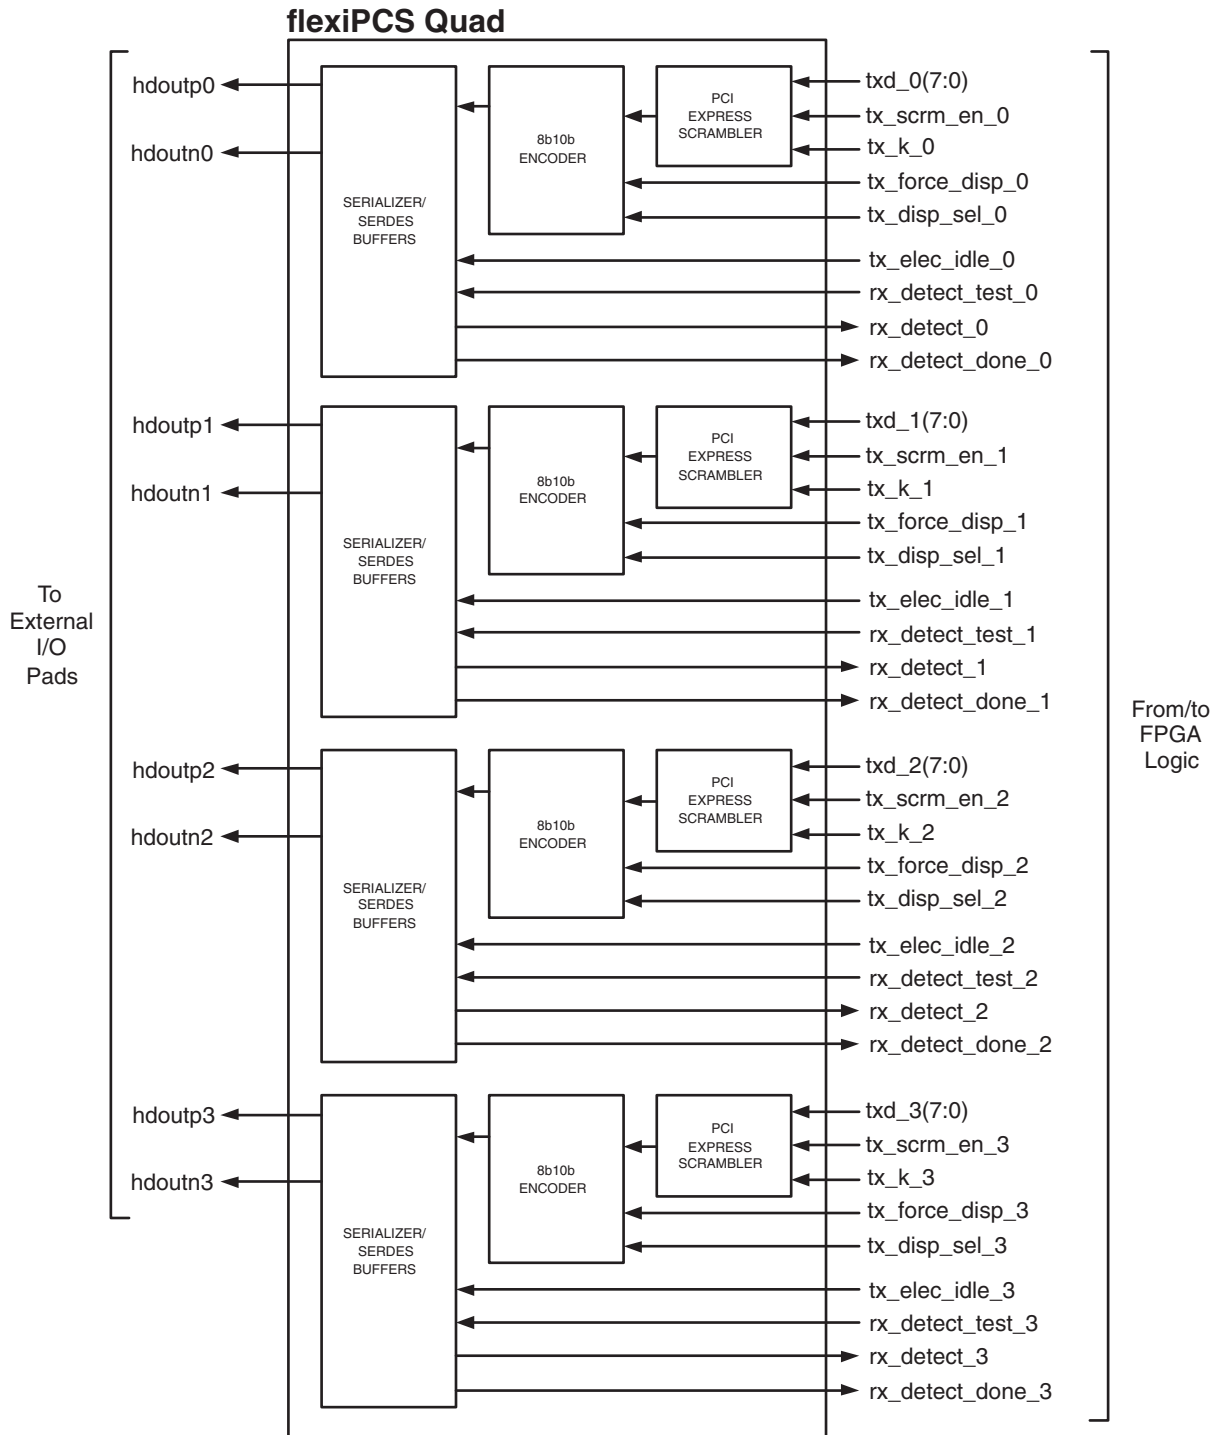 flexiPCS Quad
hdoutp0
hdoutn0
SERIALIZER/
SERDES
BUFFERS
8b10b
ENCODER
PCI
EXPRESS
SCRAMBLER
txd_0(7:0)
tx_scrm_en_0
tx_k_0
tx_force_disp_0
tx_disp_sel_0
tx_elec_idle_0
rx_detect_test_0
rx_detect_0
rx_detect_done_0
hdoutp1
hdoutn1
SERIALIZER/
SERDES
BUFFERS
8b10b
ENCODER
PCI
EXPRESS
SCRAMBLER
txd_1(7:0)
tx_scrm_en_1
tx_k_1
tx_force_disp_1
tx_disp_sel_1
tx_elec_idle_1
rx_detect_test_1
rx_detect_1
rx_detect_done_1
To
External
I/O
Pads
From/to
FPGA
Logic
hdoutp2
hdoutn2
SERIALIZER/
SERDES
BUFFERS
8b10b
ENCODER
PCI
EXPRESS
SCRAMBLER
txd_2(7:0)
tx_scrm_en_2
tx_k_2
tx_force_disp_2
tx_disp_sel_2
tx_elec_idle_2
rx_detect_test_2
rx_detect_2
rx_detect_done_2
hdoutp3
hdoutn3
SERIALIZER/
SERDES
BUFFERS
8b10b
ENCODER
PCI
EXPRESS
SCRAMBLER
txd_3(7:0)
tx_scrm_en_3
tx_k_3
tx_force_disp_3
tx_disp_sel_3
tx_elec_idle_3
rx_detect_test_3
rx_detect_3
rx_detect_done_3